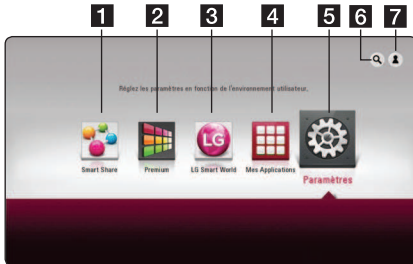 1 2 3 4 5 6 7
Réglez les paramètres en fonction de l'environnement utilisateur.
LG
Smart Share Premium LG Smart World Mes Applications
Paramètres